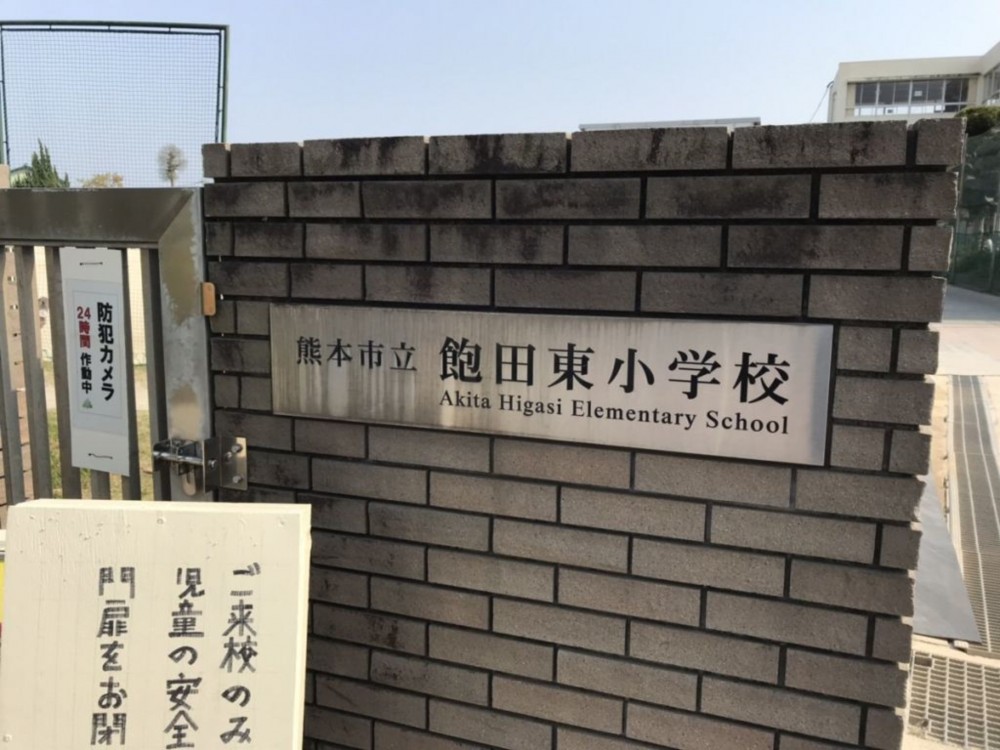 熊本市立 飽田東小学校
Akita Higasi Elementary School
防犯カメラ
24時間 作動中
ご来校のみ
児童の安全
門扉をお閉